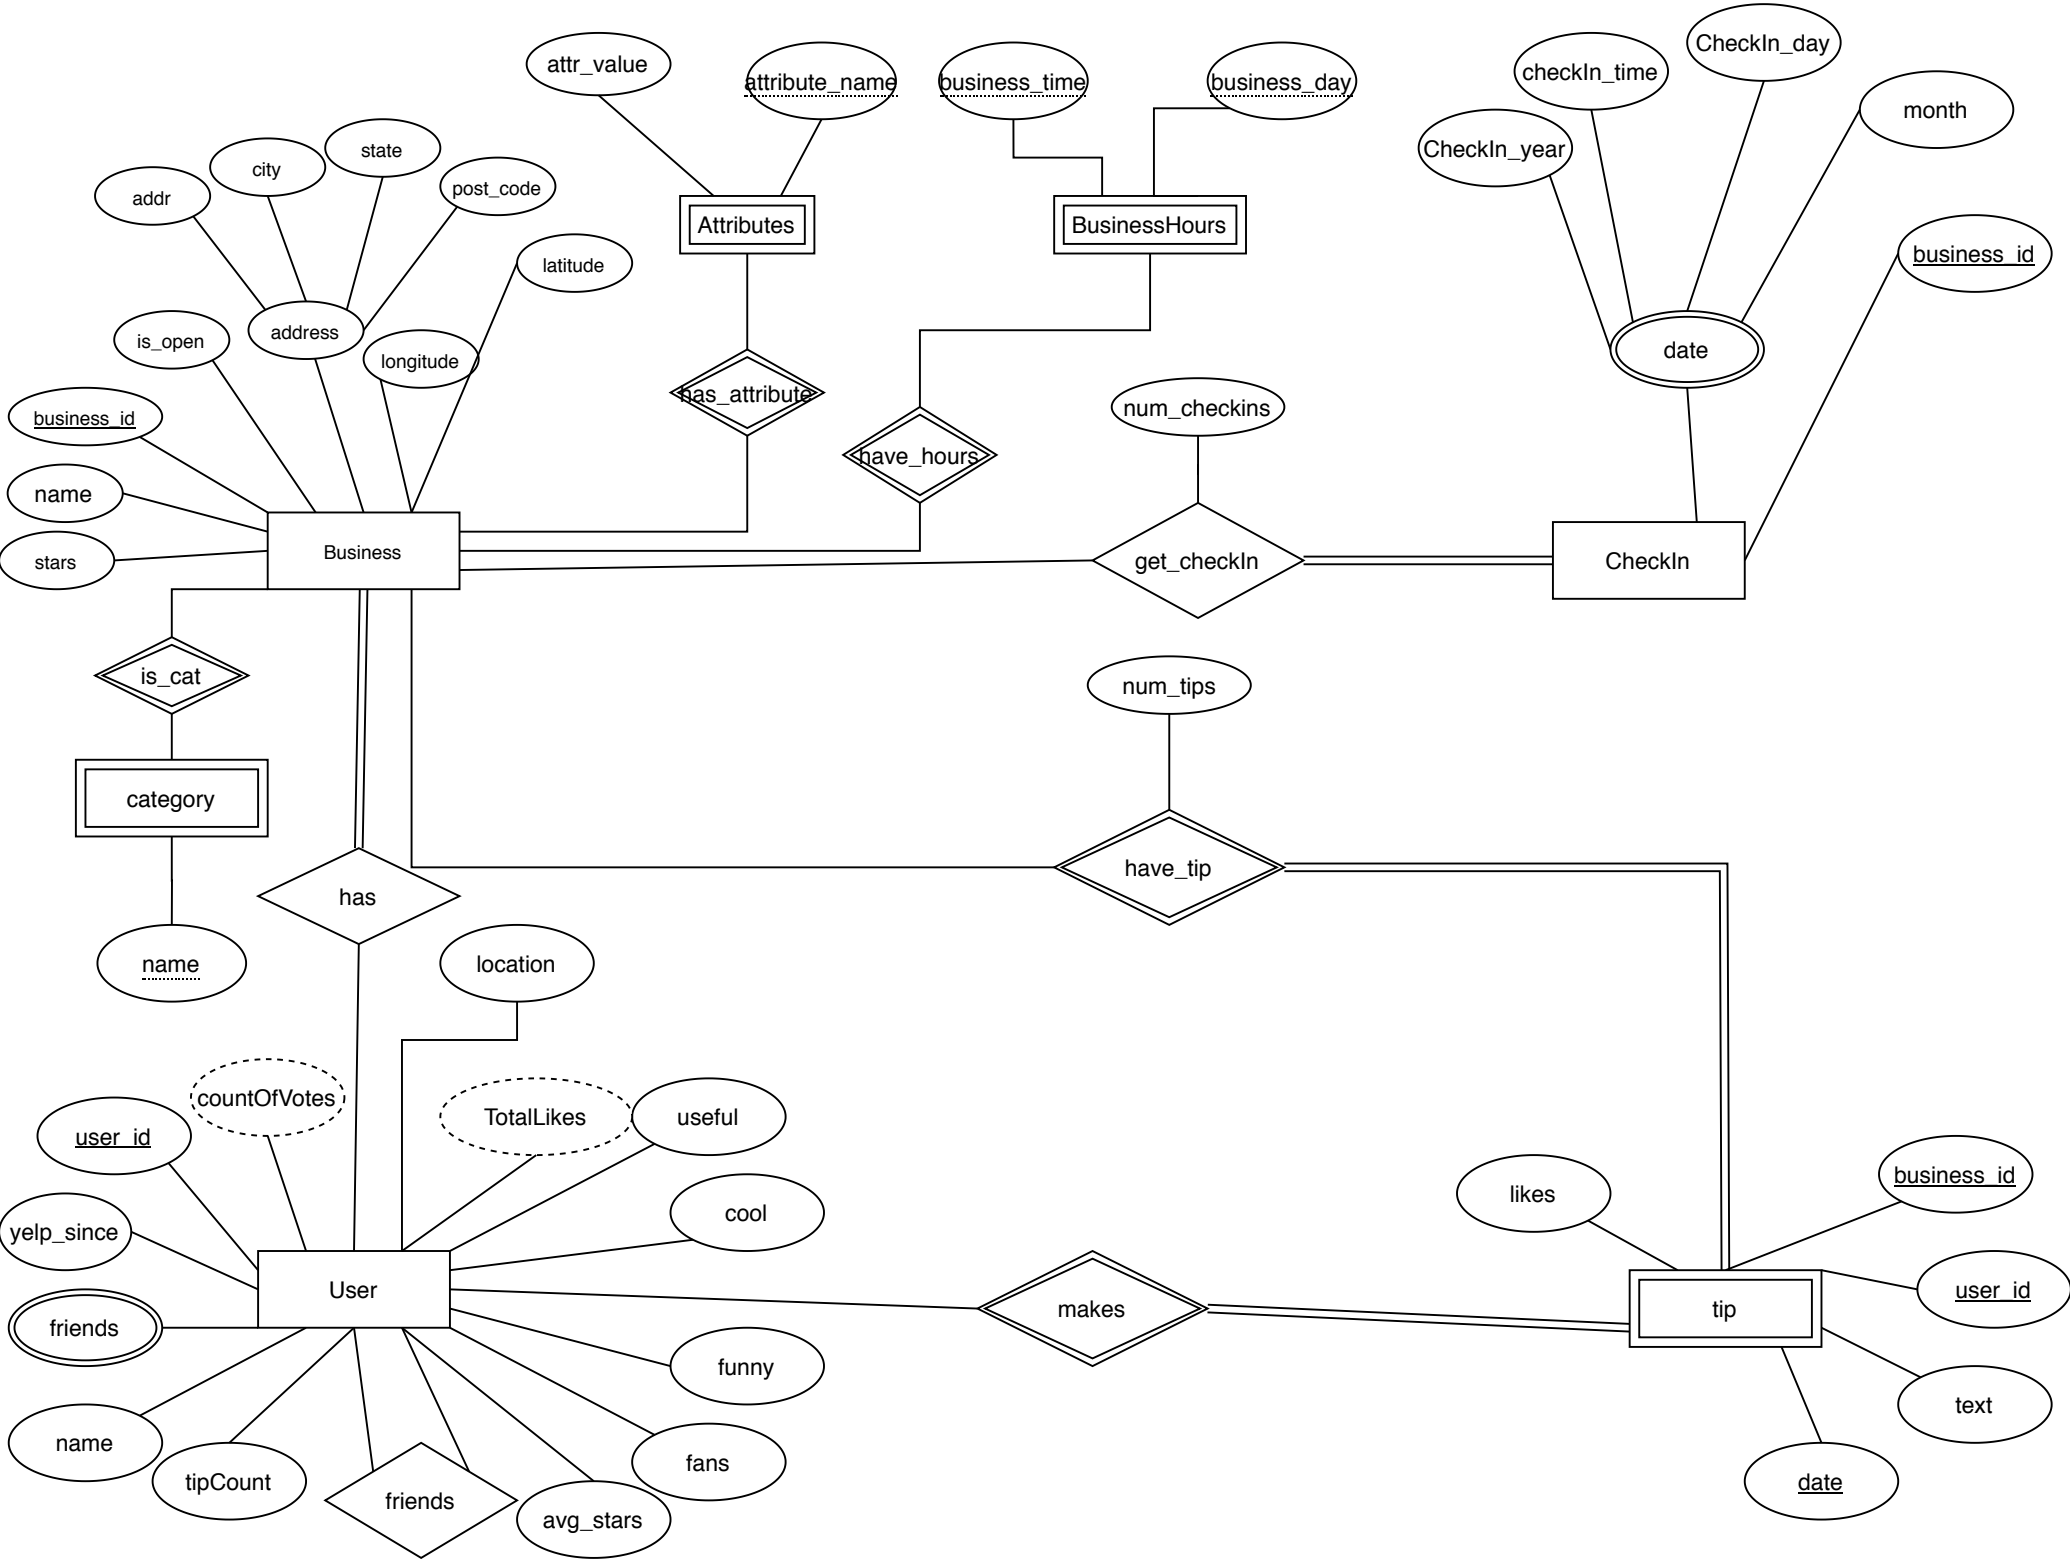 CheckIn_day
attr_value
attribute_name
business_time
business_day
checkIn_time
month
CheckIn_year
state
city
post_code
addr
Attributes
BusinessHours
business_id
latitude
address
is_open
longitude
date
has_attribute
num_checkins
business_id
have_hours
name
Business
stars
get_checkIn
CheckIn
is_cat
num_tips
category
have_tip
has
name
location
countOfVotes
TotalLikes
useful
user_id
cool
likes
business_id
yelp_since
User
user_id
makes
tip
friends
funny
text
name
fans
tipCount
date
friends
avg_stars